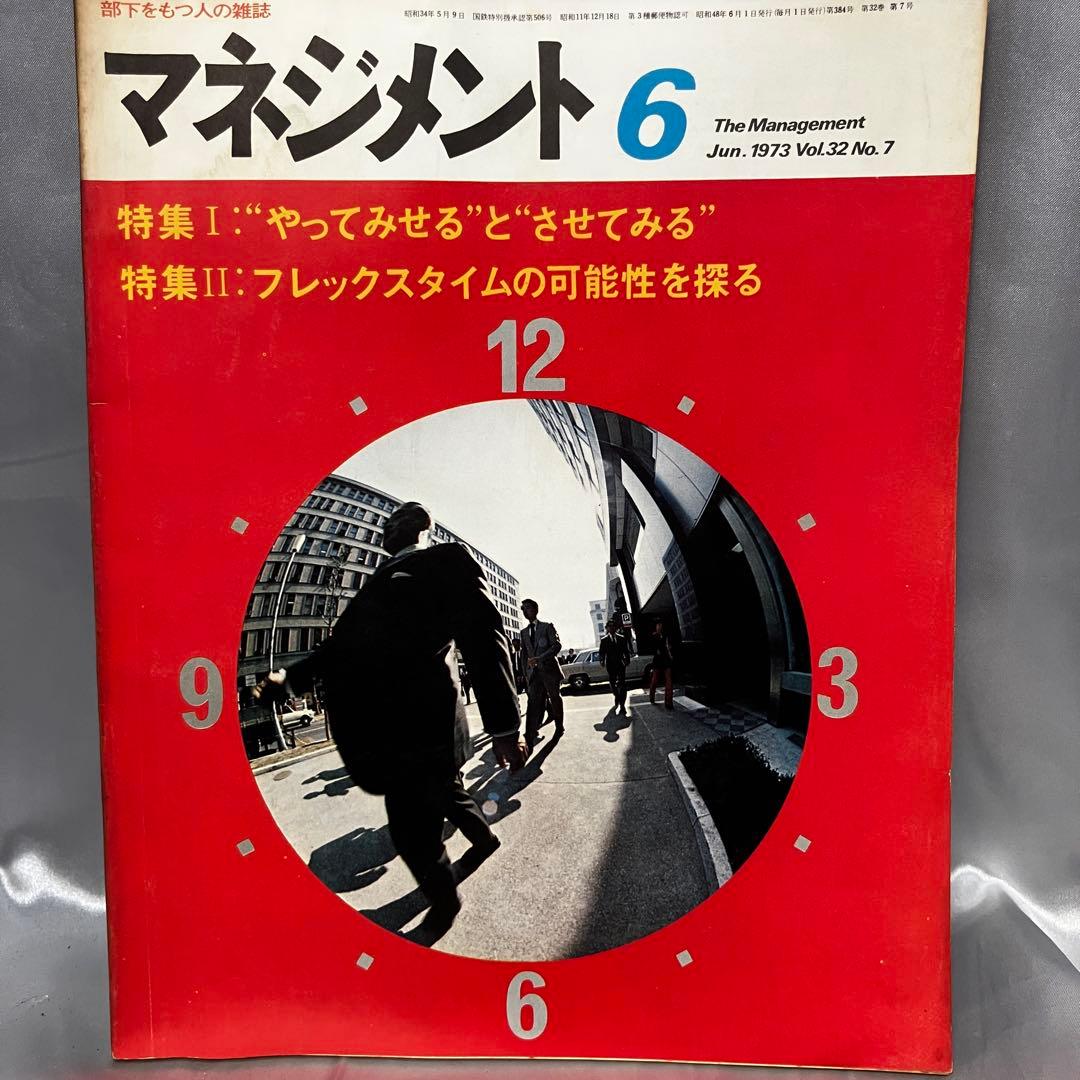 部下をもつ人の雑誌
昭和34年5月9日 国鉄特別扱承認第506号 昭和11年12月18日 第3種郵便物認可 昭和48年6月1日発行(毎月1日発行)第384号 第32巻 第7号
マネジメント 6
The Management
Jun. 1973 Vol.32 No.7
特集I:“やってみせる”と“させてみる”
特集II:フレックスタイムの可能性を探る
12
9
3
6
P